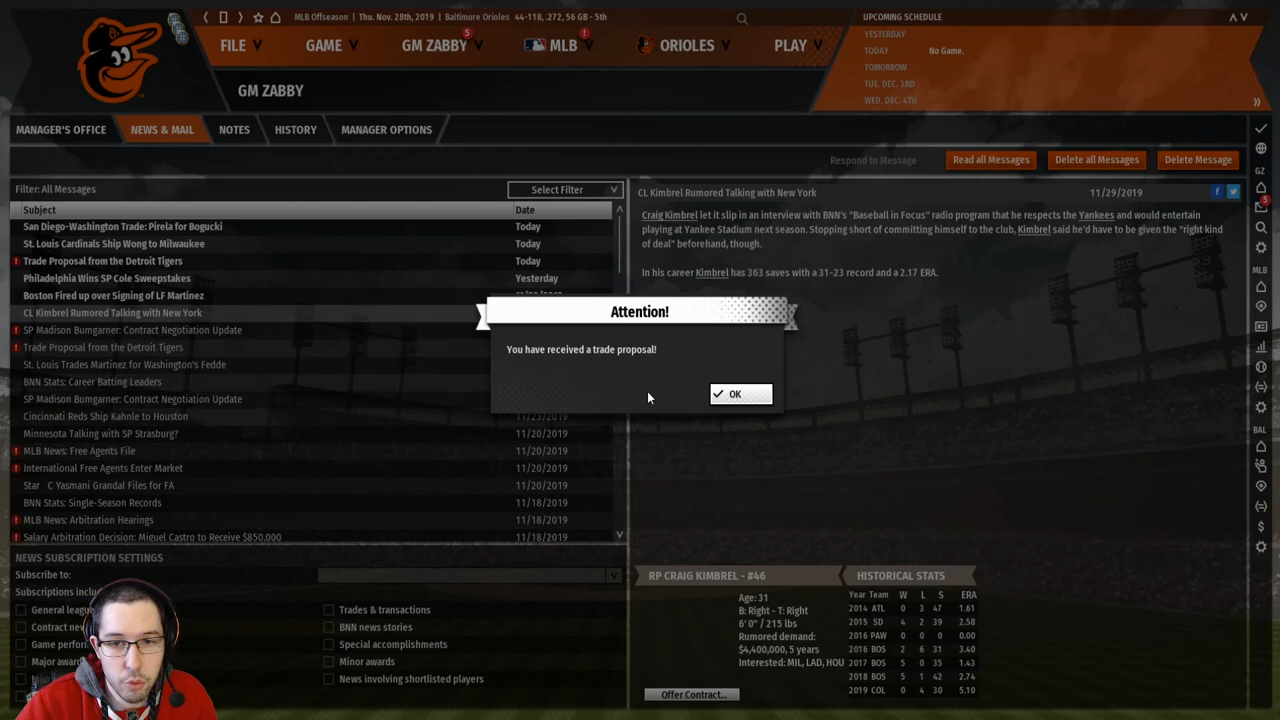 MLB Offseason | Thu. Nov. 28th, 2019 | Baltimore Orioles 44-118, .272, 56 GB - 5th
FILE GAME GM ZABBY 5 MLB ! ORIOLES PLAY
UPCOMING SCHEDULE
YESTERDAY
TODAY No Game.
TOMORROW
TUE. DEC. 3RD
WED. DEC. 4TH
GM ZABBY
MANAGER'S OFFICE NEWS & MAIL NOTES HISTORY MANAGER OPTIONS
Respond to Message Read all Messages Delete all Messages Delete Message
Filter: All Messages Select Filter
Subject Date
San Diego-Washington Trade: Pirela for Bogucki Today
St. Louis Cardinals Ship Wong to Milwaukee Today
Trade Proposal from the Detroit Tigers Today
Philadelphia Wins SP Cole Sweepstakes Yesterday
Boston Fired up over Signing of LF Martinez
CL Kimbrel Rumored Talking with New York
SP Madison Bumgarner: Contract Negotiation Update
Trade Proposal from the Detroit Tigers
St. Louis Trades Martinez for Washington's Fedde
BNN Stats: Career Batting Leaders
SP Madison Bumgarner: Contract Negotiation Update
Cincinnati Reds Ship Kahnle to Houston 11/23/2019
Minnesota Talking with SP Strasburg? 11/20/2019
MLB News: Free Agents File 11/20/2019
International Free Agents Enter Market 11/20/2019
Star C Yasmani Grandal Files for FA 11/20/2019
BNN Stats: Single-Season Records 11/18/2019
MLB News: Arbitration Hearings 11/18/2019
Salary Arbitration Decision: Miguel Castro to Receive $850,000 11/18/2019
CL Kimbrel Rumored Talking with New York 11/29/2019
Craig Kimbrel let it slip in an interview with BNN's "Baseball in Focus" radio program that he respects the Yankees and would entertain
playing at Yankee Stadium next season. Stopping short of committing himself to the club, Kimbrel said he'd have to be given the "right kind
of deal" beforehand, though.
In his career Kimbrel has 363 saves with a 31-23 record and a 2.17 ERA.
Attention!
You have received a trade proposal!
OK
NEWS SUBSCRIPTION SETTINGS
Subscribe to:
Subscriptions inclu
General league Trades & transactions
Contract new BNN news stories
Game perform Special accomplishments
Major award Minor awards
News involving shortlisted players
RP CRAIG KIMBREL - #46
Age: 31
B: Right - T: Right
6' 0" / 215 lbs
Rumored demand:
$4,400,000, 5 years
Interested: MIL, LAD, HOU
Offer Contract...
HISTORICAL STATS
Year Team W L S ERA
2014 ATL 0 3 47 1.61
2015 SD 4 2 39 2.58
2016 PAW 0 0 0 0.00
2016 BOS 2 6 31 3.40
2017 BOS 5 0 35 1.43
2018 BOS 5 1 42 2.74
2019 COL 0 4 30 5.10
GZ
5
MLB
BAL